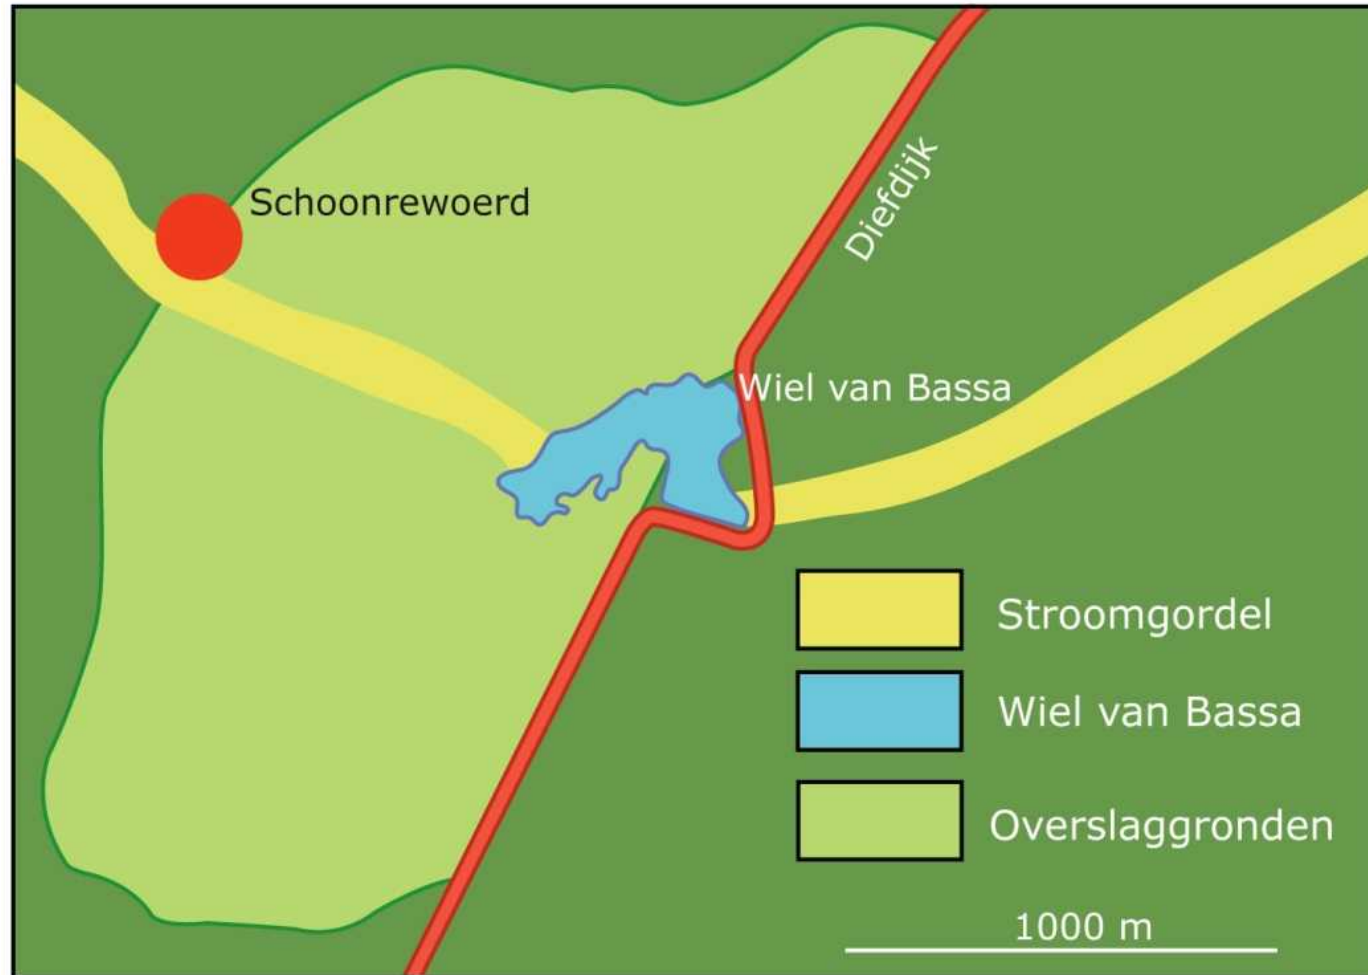 Schoonrewoerd
Diefdijk
Wiel van Bassa
Stroomgordel
Wiel van Bassa
Overslaggronden
1000 m